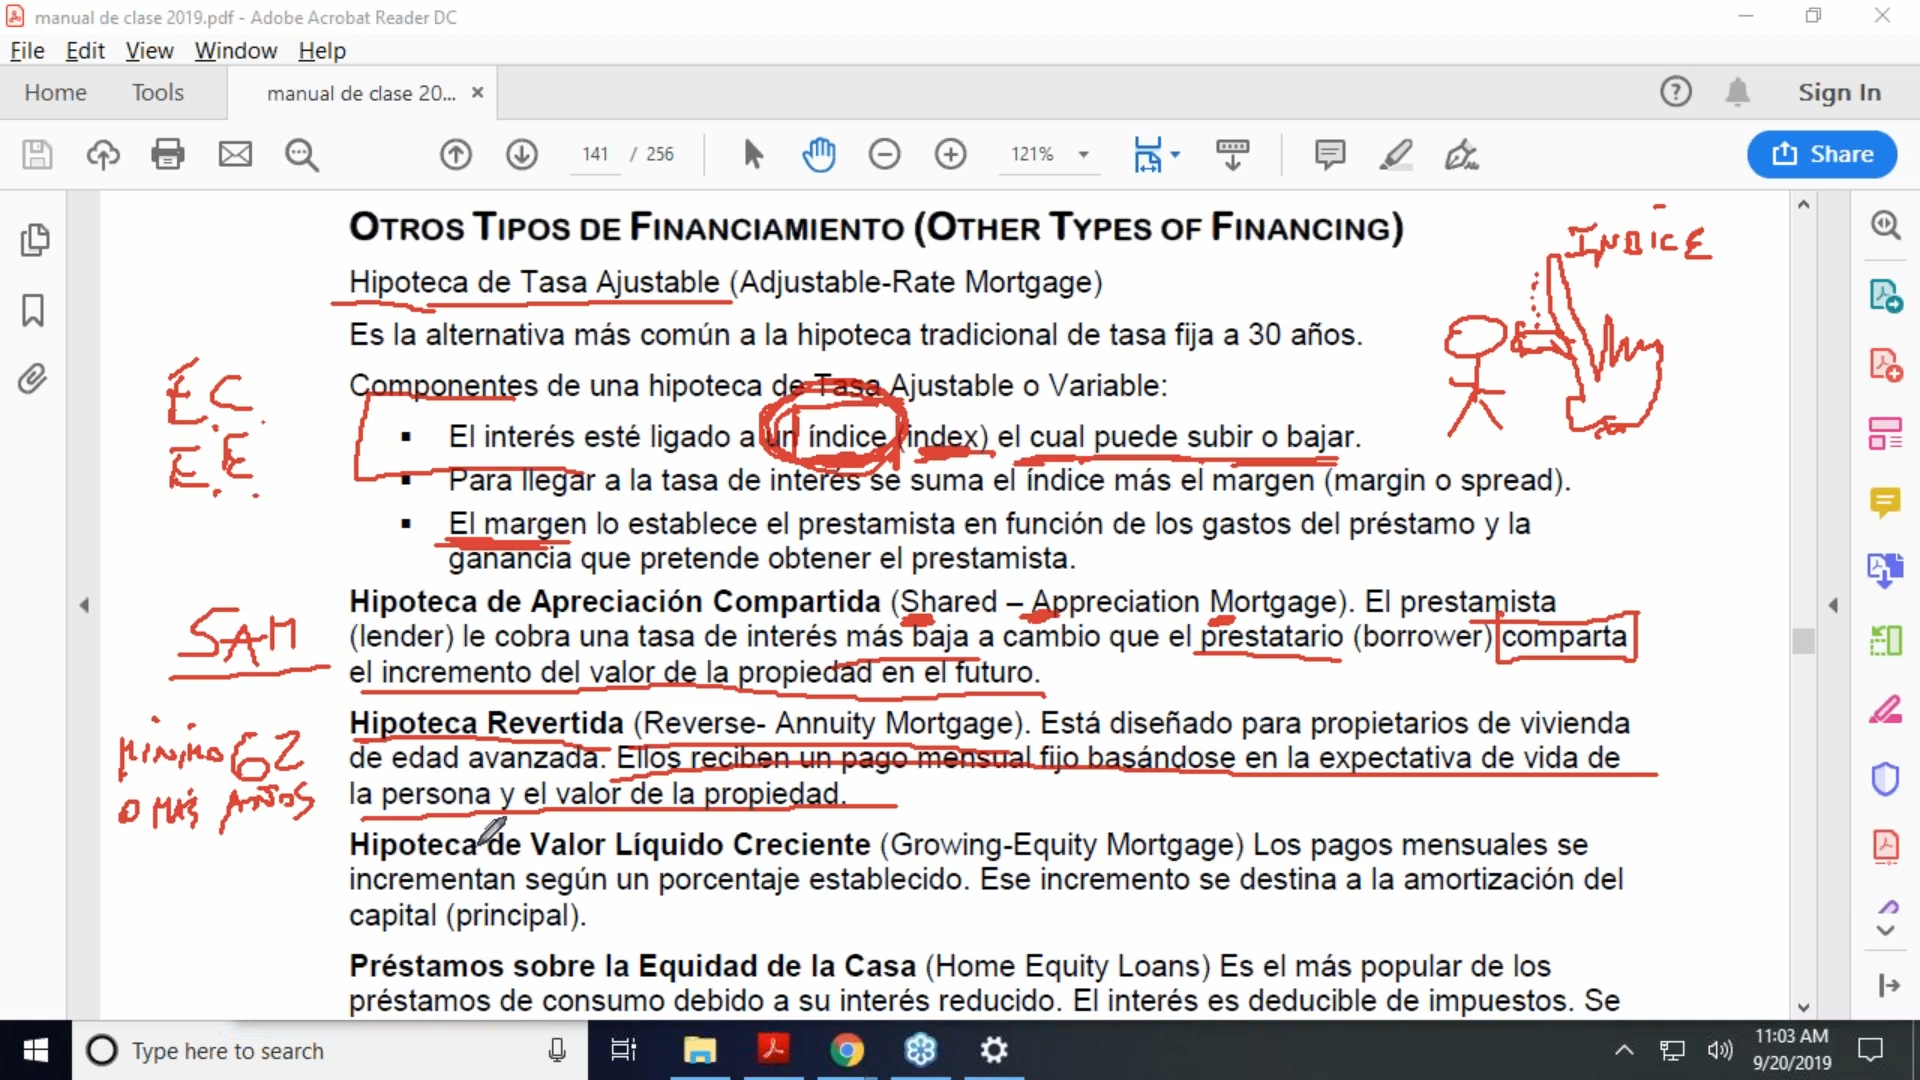 manual de clase 2019.pdf - Adobe Acrobat Reader DC
File Edit View Window Help
Home Tools manual de clase 20... × Sign In
141 / 256 121% Share
OTROS TIPOS DE FINANCIAMIENTO (OTHER TYPES OF FINANCING)
INDICE
Hipoteca de Tasa Ajustable (Adjustable-Rate Mortgage)
Es la alternativa más común a la hipoteca tradicional de tasa fija a 30 años.
E.C.
Componentes de una hipoteca de Tasa Ajustable o Variable:
▪ El interés esté ligado a un índice (index) el cual puede subir o bajar.
E.E.
▪ Para llegar a la tasa de interés se suma el índice más el margen (margin o spread).
▪ El margen lo establece el prestamista en función de los gastos del préstamo y la
ganancia que pretende obtener el prestamista.
Hipoteca de Apreciación Compartida (Shared – Appreciation Mortgage). El prestamista
SAM
(lender) le cobra una tasa de interés más baja a cambio que el prestatario (borrower) comparta
el incremento del valor de la propiedad en el futuro.
Hipoteca Revertida (Reverse- Annuity Mortgage). Está diseñado para propietarios de vivienda
MINIMO 62
de edad avanzada. Ellos reciben un pago mensual fijo basándose en la expectativa de vida de
la persona y el valor de la propiedad.
O MÁS AÑOS
Hipoteca de Valor Líquido Creciente (Growing-Equity Mortgage) Los pagos mensuales se
incrementan según un porcentaje establecido. Ese incremento se destina a la amortización del
capital (principal).
Préstamos sobre la Equidad de la Casa (Home Equity Loans) Es el más popular de los
préstamos de consumo debido a su interés reducido. El interés es deducible de impuestos. Se
Type here to search
11:03 AM
9/20/2019